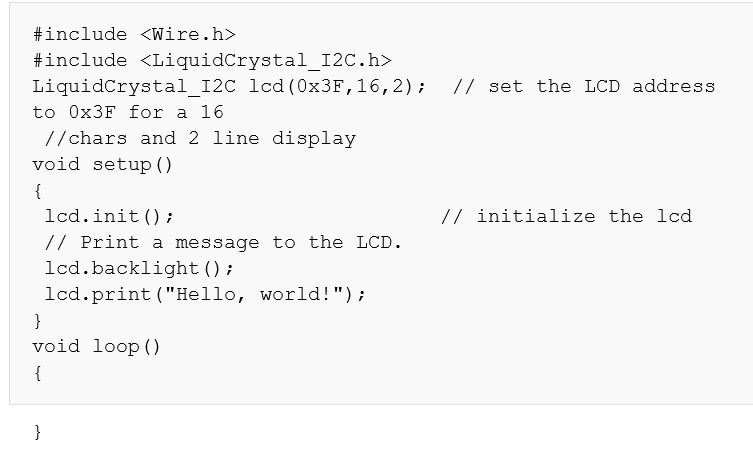 #include <Wire.h>
#include <LiquidCrystal_I2C.h>
LiquidCrystal_I2C lcd(0x3F,16,2);  // set the LCD address
to 0x3F for a 16
 //chars and 2 line display
void setup()
{
 lcd.init();                      // initialize the lcd
 // Print a message to the LCD.
 lcd.backlight();
 lcd.print("Hello, world!");
}
void loop()
{
}